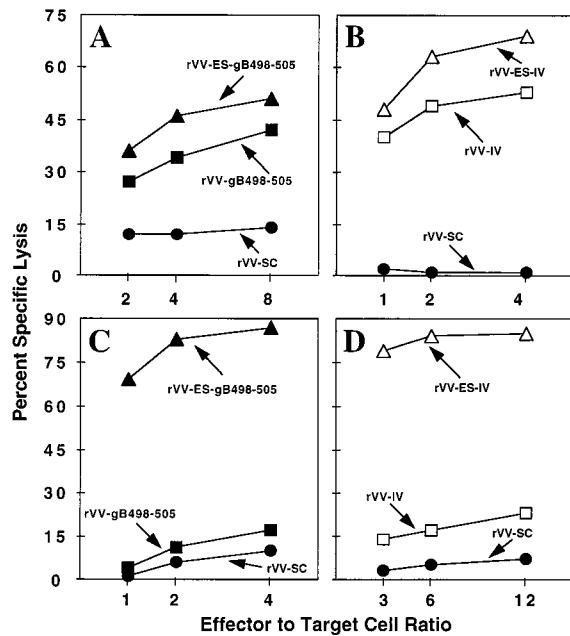 Percent Specific Lysis
A
75
60
45
30
15
0
rVV-ES-gB498-505
rVV-gB498-505
rVV-SC
2 4 8
B
rVV-ES-IV
rVV-IV
rVV-SC
1 2 4
C
90
75
60
45
30
15
0
rVV-ES-gB498-505
rVV-gB498-505
rVV-SC
1 2 4
D
rVV-ES-IV
rVV-IV
rVV-SC
3 6 12
Effector to Target Cell Ratio